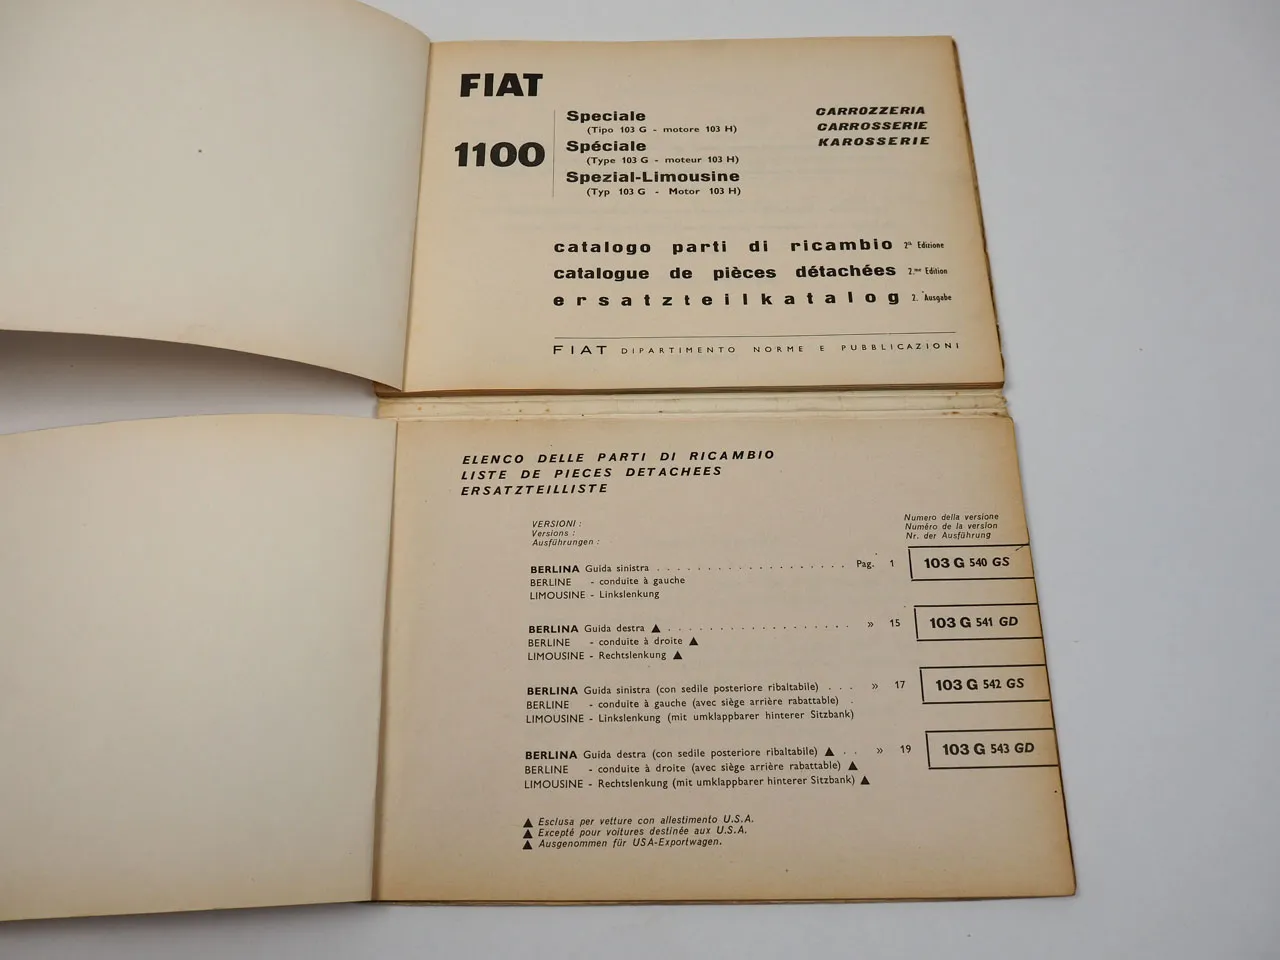 FIAT
1100
Speciale
(Tipo 103 G - motore 103 H)
Spéciale
(Type 103 G - moteur 103 H)
Spezial-Limousine
(Typ 103 G - Motor 103 H)
CARROZZERIA
CARROSSERIE
KAROSSERIE
catalogo parti di ricambio 2ª Edizione
catalogue de pièces détachées 2.me Edition
ersatzteilkatalog 2. Ausgabe
FIAT DIPARTIMENTO NORME E PUBBLICAZIONI
ELENCO DELLE PARTI DI RICAMBIO
LISTE DE PIECES DETACHEES
ERSATZTEILLISTE
VERSIONI :
Versions :
Ausführungen :
Numero della versione
Numéro de la version
Nr. der Ausführung
BERLINA Guida sinistra . . . . . . . . . . . . . . . . . . . Pag. 1 103 G 540 GS
BERLINE - conduite à gauche
LIMOUSINE - Linkslenkung
BERLINA Guida destra ▲ . . . . . . . . . . . . . . . . . . » 15 103 G 541 GD
BERLINE - conduite à droite ▲
LIMOUSINE - Rechtslenkung ▲
BERLINA Guida sinistra (con sedile posteriore ribaltabile) . . . » 17 103 G 542 GS
BERLINE - conduite à gauche (avec siège arrière rabattable) .
LIMOUSINE - Linkslenkung (mit umklappbarer hinterer Sitzbank)
BERLINA Guida destra (con sedile posteriore ribaltabile) ▲ . . » 19 103 G 543 GD
BERLINE - conduite à droite (avec siège arrière rabattable) ▲
LIMOUSINE - Rechtslenkung (mit umklappbarer hinterer Sitzbank) ▲
▲ Esclusa per vetture con allestimento U.S.A.
▲ Excepté pour voitures destinée aux U.S.A.
▲ Ausgenommen für USA-Exportwagen.